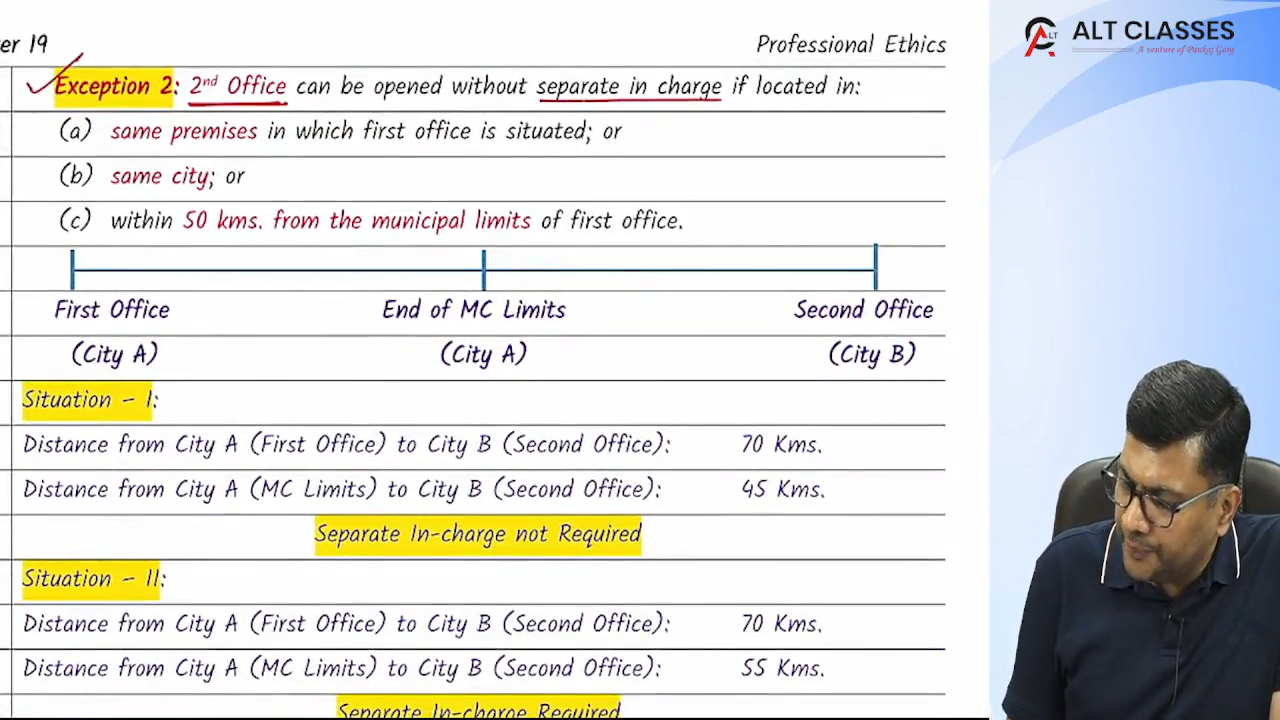 er 19
Professional Ethics
ALT CLASSES
A venture of Pankaj Garg
Exception 2: 2nd Office can be opened without separate in charge if located in:
(a) same premises in which first office is situated; or
(b) same city; or
(c) within 50 kms. from the municipal limits of first office.
First Office End of MC Limits Second Office
(City A) (City A) (City B)
Situation - I:
Distance from City A (First Office) to City B (Second Office): 70 Kms.
Distance from City A (MC Limits) to City B (Second Office): 45 Kms.
Separate In-charge not Required
Situation - II:
Distance from City A (First Office) to City B (Second Office): 70 Kms.
Distance from City A (MC Limits) to City B (Second Office): 55 Kms.
Separate In-charge Required